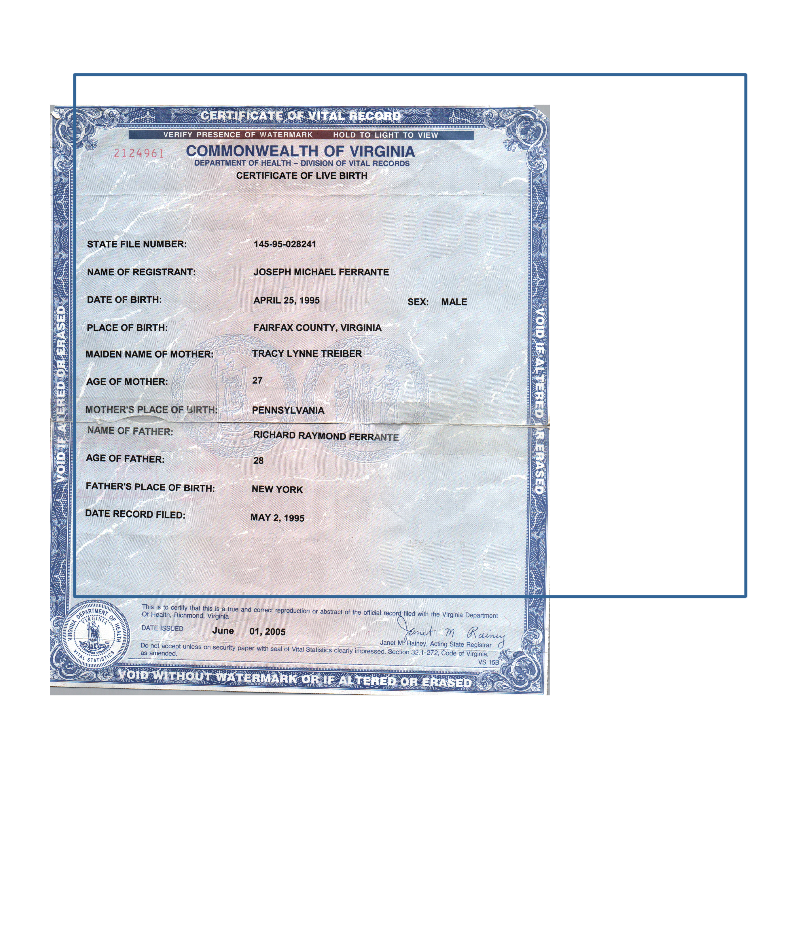 CERTIFICATE OF VITAL RECORD
VERIFY PRESENCE OF WATERMARK HOLD TO LIGHT TO VIEW
2124961 COMMONWEALTH OF VIRGINIA
DEPARTMENT OF HEALTH – DIVISION OF VITAL RECORDS
CERTIFICATE OF LIVE BIRTH
STATE FILE NUMBER: 145-95-028241
NAME OF REGISTRANT: JOSEPH MICHAEL FERRANTE
DATE OF BIRTH: APRIL 25, 1995 SEX: MALE
PLACE OF BIRTH: FAIRFAX COUNTY, VIRGINIA
MAIDEN NAME OF MOTHER: TRACY LYNNE TREIBER
AGE OF MOTHER: 27
MOTHER'S PLACE OF BIRTH: PENNSYLVANIA
NAME OF FATHER: RICHARD RAYMOND FERRANTE
AGE OF FATHER: 28
FATHER'S PLACE OF BIRTH: NEW YORK
DATE RECORD FILED: MAY 2, 1995
VOID IF ALTERED OR ERASED
VOID IF ALTERED OR ERASED
This is to certify that this is a true and correct reproduction or abstract of the official record filed with the Virginia Department
Of Health, Richmond, Virginia
DATE ISSUED June 01, 2005
Janet M Rainey
Janet M. Rainey, Acting State Registrar
Do not accept unless on security paper with seal of Vital Statistics clearly impressed. Section 32.1-272, Code of Virginia,
as amended.
VS 15B
VIRGINIA DEPARTMENT OF HEALTH
VITAL STATISTICS
VOID WITHOUT WATERMARK OR IF ALTERED OR ERASED